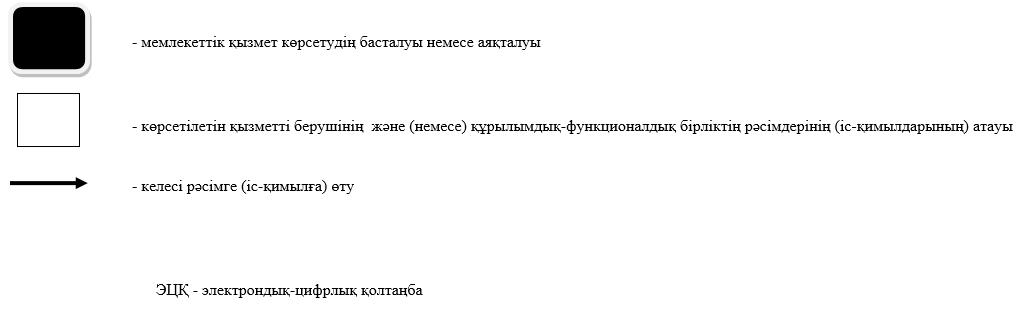 - мемлекеттік қызмет көрсетудің басталуы немесе аяқталуы
- көрсетілетін қызметті берушінің және (немесе) құрылымдық-функционалдық бірліктің рәсімдерінің (іс-қимылдарының) атауы
- келесі рәсімге (іс-қимылға) өту
ЭЦҚ - электрондық-цифрлық қолтаңба